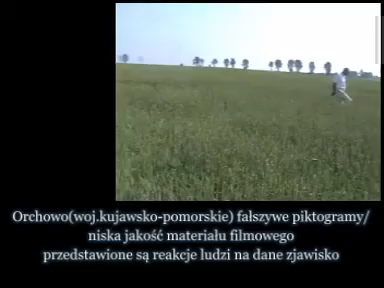 Orchowo(woj.kujawsko-pomorskie) fałszywe piktogramy/
niska jakość materiału filmowego
przedstawione są reakcje ludzi na dane zjawisko